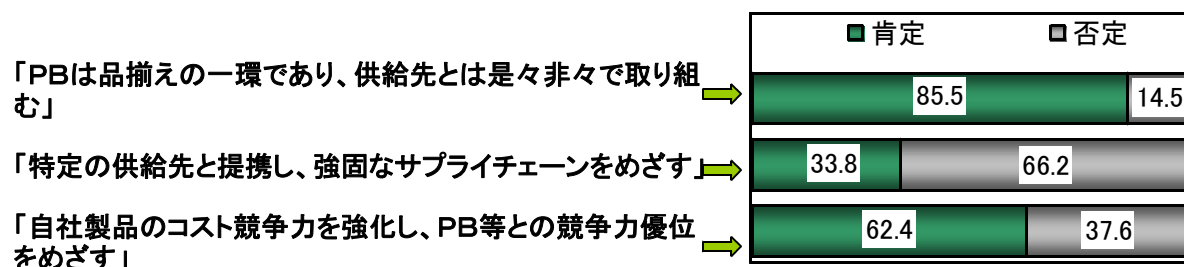 肯定 否定
「PBは品揃えの一環であり、供給先とは是々非々で取り組
む」
85.5 14.5
「特定の供給先と提携し、強固なサプライチェーンをめざす」
33.8 66.2
「自社製品のコスト競争力を強化し、PB等との競争力優位
をめざす」
62.4 37.6